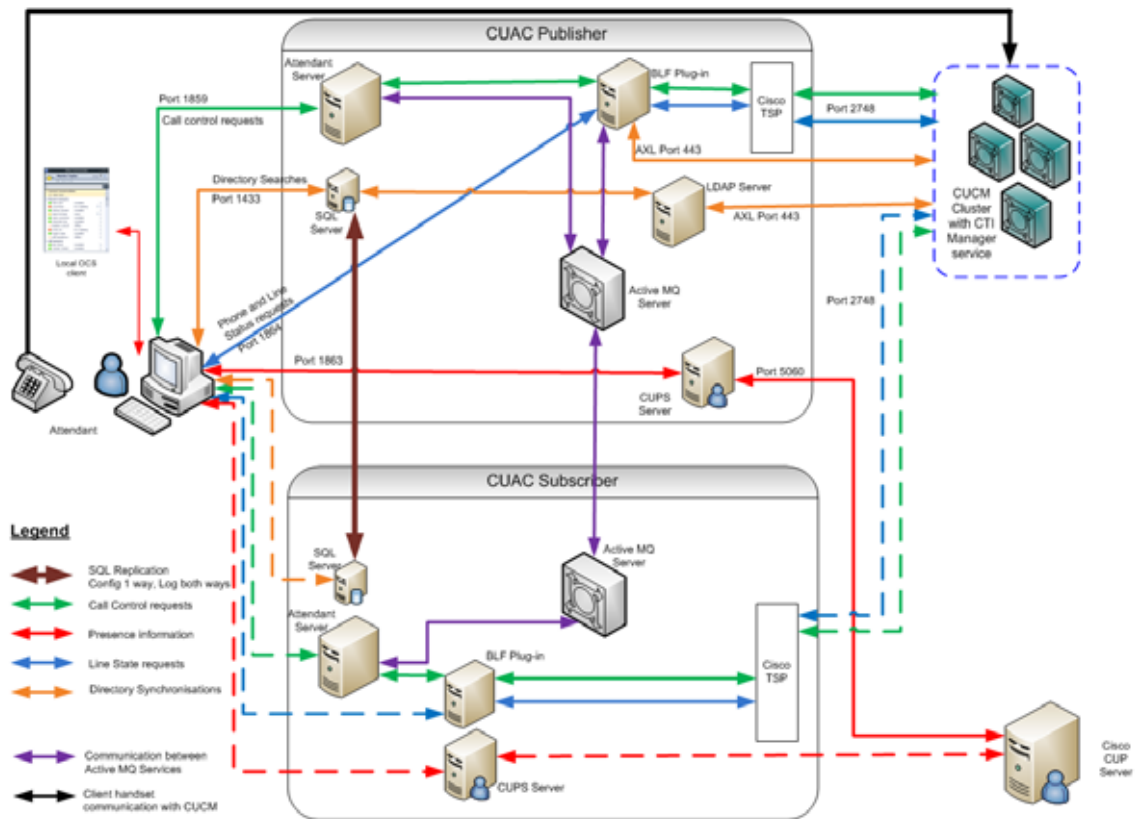 CUAC Publisher
Attendant
Server
BLF Plug-in
Cisco
TSP
Port 1859
Call control requests
Port 2748
AXL Port 443
Directory Searches
Port 1433
SQL
Server
LDAP Server
AXL Port 443
CUCM
Cluster
with CTI
Manager
service
Local OCS
client
Active MQ
Server
Port 2748
Phone and Line
Status requests
Port 1864
Port 1863
Port 5060
CUPS
Server
Attendant
CUAC Subscriber
Legend
SQL Replication
Config 1 way, Log both ways
Call Control requests
Presence information
Line State requests
Directory Synchronisations
Communication between
Active MQ Services
Client handset
communication with CUCM
SQL
Server
Active MQ
Server
Attendant
Server
BLF Plug-in
Cisco
TSP
CUPS Server
Cisco
CUP
Server